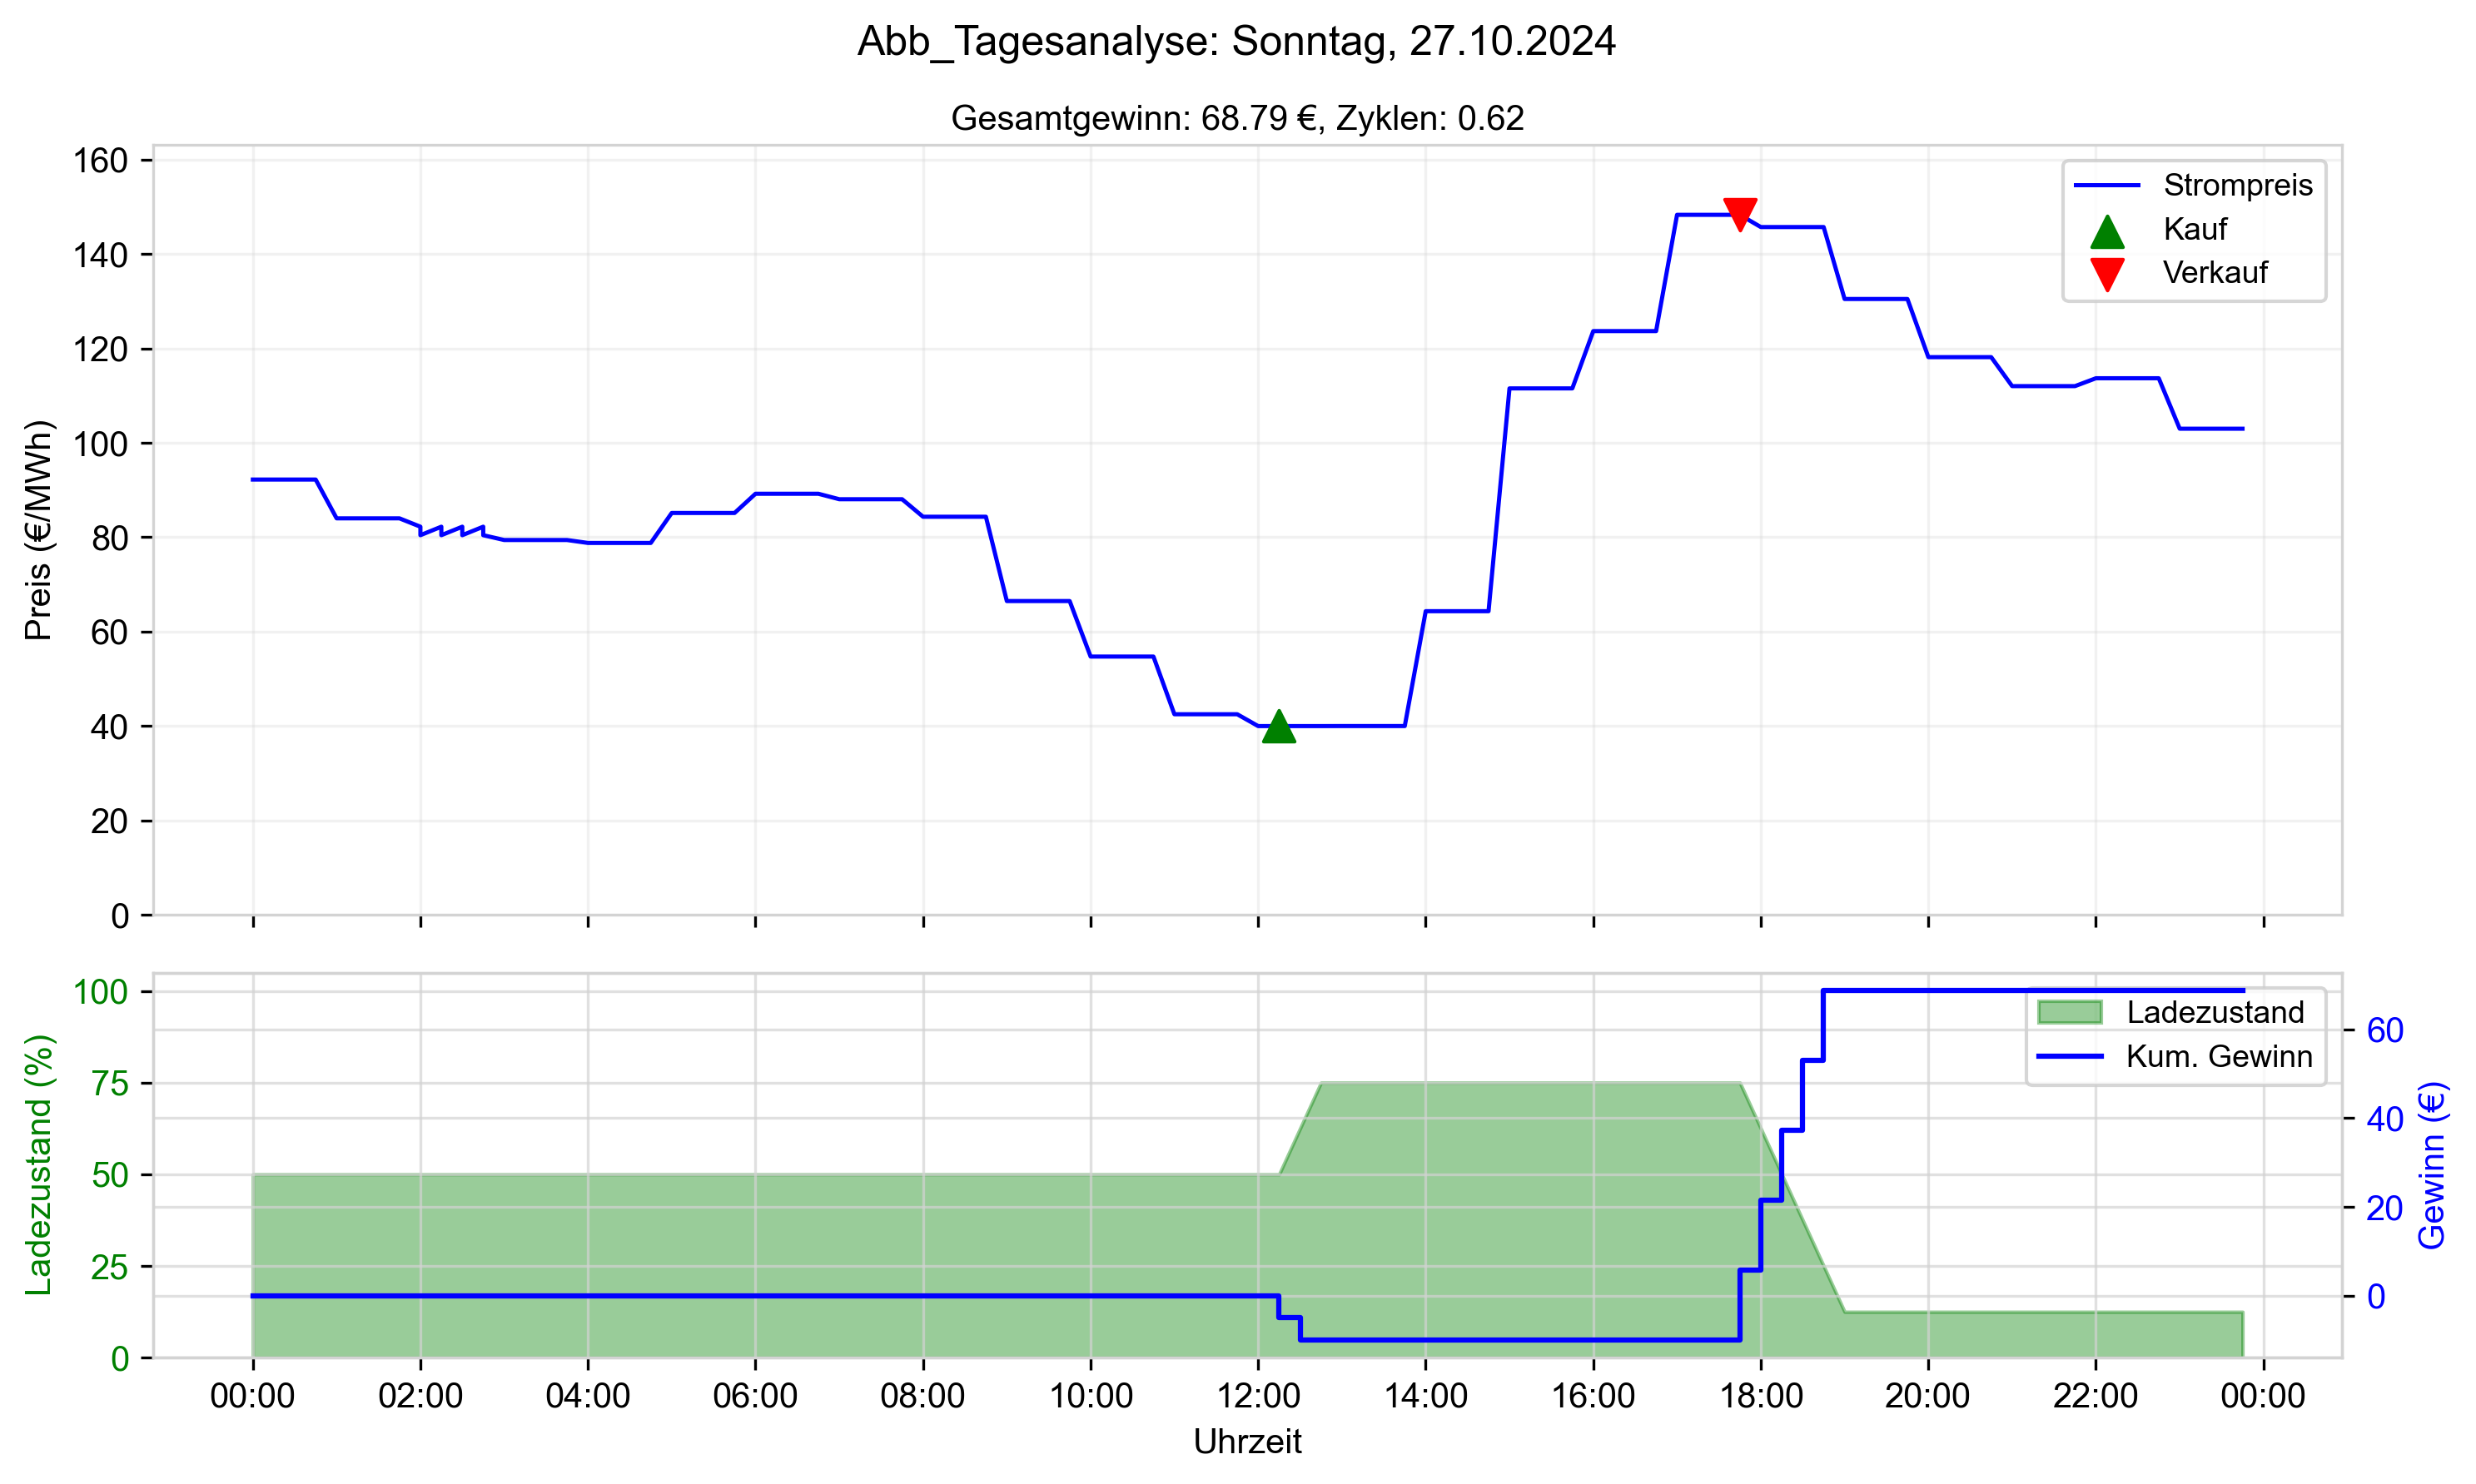 Abb_Tagesanalyse: Sonntag, 27.10.2024
Gesamtgewinn: 68.79 €, Zyklen: 0.62
Preis (€/MWh)
160
140
120
100
80
60
40
20
0
Strompreis
Kauf
Verkauf
Ladezustand (%)
100
75
50
25
0
Ladezustand
Kum. Gewinn
60
40
20
0
Gewinn (€)
00:00 02:00 04:00 06:00 08:00 10:00 12:00 14:00 16:00 18:00 20:00 22:00 00:00
Uhrzeit